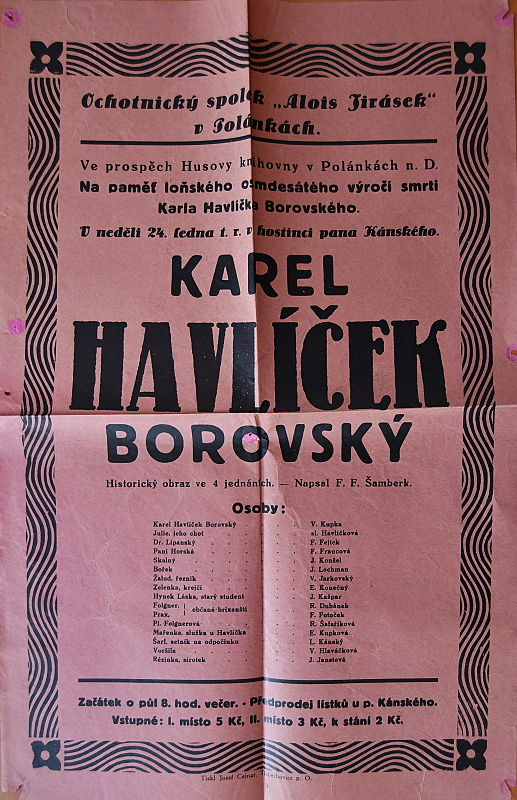 Ochotnický spolek „Alois Jirásek“
v Polánkách.
Ve prospěch Husovy knihovny v Polánkách n. D.
Na paměť loňského osmdesátého výročí smrti
Karla Havlíčka Borovského.
V neděli 24. ledna t. r. v hostinci pana Kánského.
KAREL
HAVLÍČEK
BOROVSKÝ
Historický obraz ve 4 jednáních. — Napsal F. F. Šamberk.
Osoby:
Karel Havlíček Borovský . . . . V. Kupka
Julie, jeho choť . . . . sl. Havlíčková
Dr. Lipanský . . . . F. Fejtek
Paní Horská . . . . F. Francová
Skalný . . . . J. Konšel
Bořek . . . . J. Lochman
Žalud, řezník . . . . V. Jarkovský
Zelenka, krejčí . . . . E. Konečný
Hynek Láska, starý student . . . . J. Kašpar
Folgner, . . . . R. Dubánek
občané brixenští
Prax, . . . . F. Potoček
Pí. Folgnerová . . . . R. Šafaříková
Mařenka, služka u Havlíčka . . . . E. Kupková
Šarf, setník na odpočinku . . . . L. Kánský
Voršila . . . . V. Hlaváčková
Rézinka, sirotek . . . . J. Janstová
Začátek o půl 8. hod. večer. - Předprodej lístků u p. Kánského.
Vstupné: I. místo 5 Kč, II. místo 3 Kč, k stání 2 Kč.
Tiskl Josef Cejnar, Třebechovice p. O.